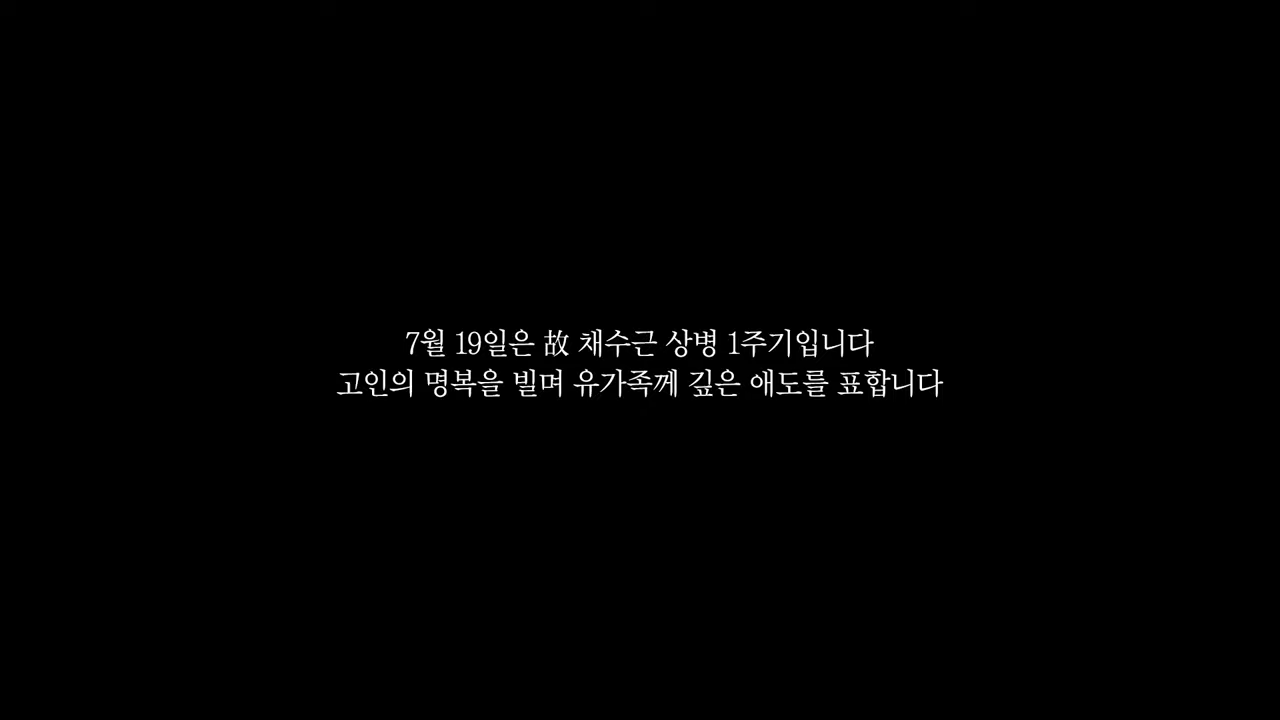 7월 19일은 故 채수근 상병 1주기입니다
고인의 명복을 빌며 유가족께 깊은 애도를 표합니다